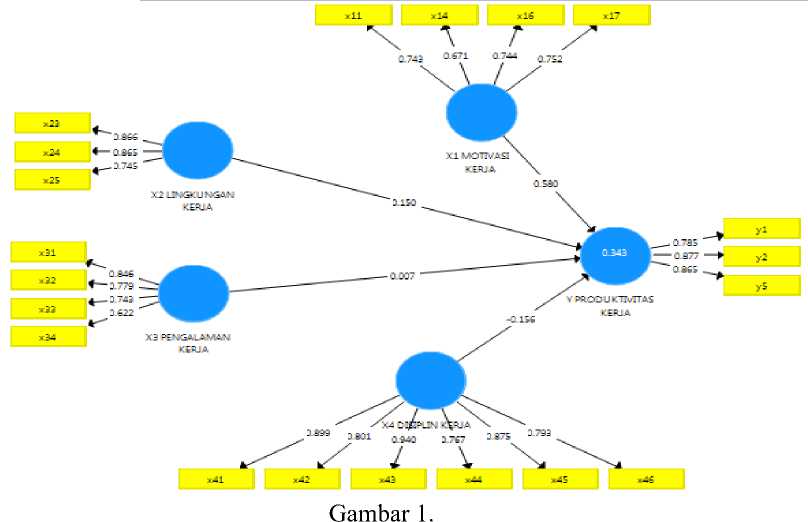 x11 x14 x16 x17
0.743 0.671 0.744 0.752
X1 MOTIVASI
KERJA
0.580
x23
x24
x25
0.866
0.865
0.745
X2 LINGKUNGAN
KERJA
0.150
x31
x32
x33
x34
0.846
0.779
0.743
0.622
X3 PENGALAMAN
KERJA
0.007
0.343
Y PRODUKTIVITAS
KERJA
0.785
0.877
0.865
y1
y2
y5
-0.156
X4 DISIPLIN KERJA
0.899 0.801 0.940 0.767 0.875 0.793
x41 x42 x43 x44 x45 x46
Gambar 1.